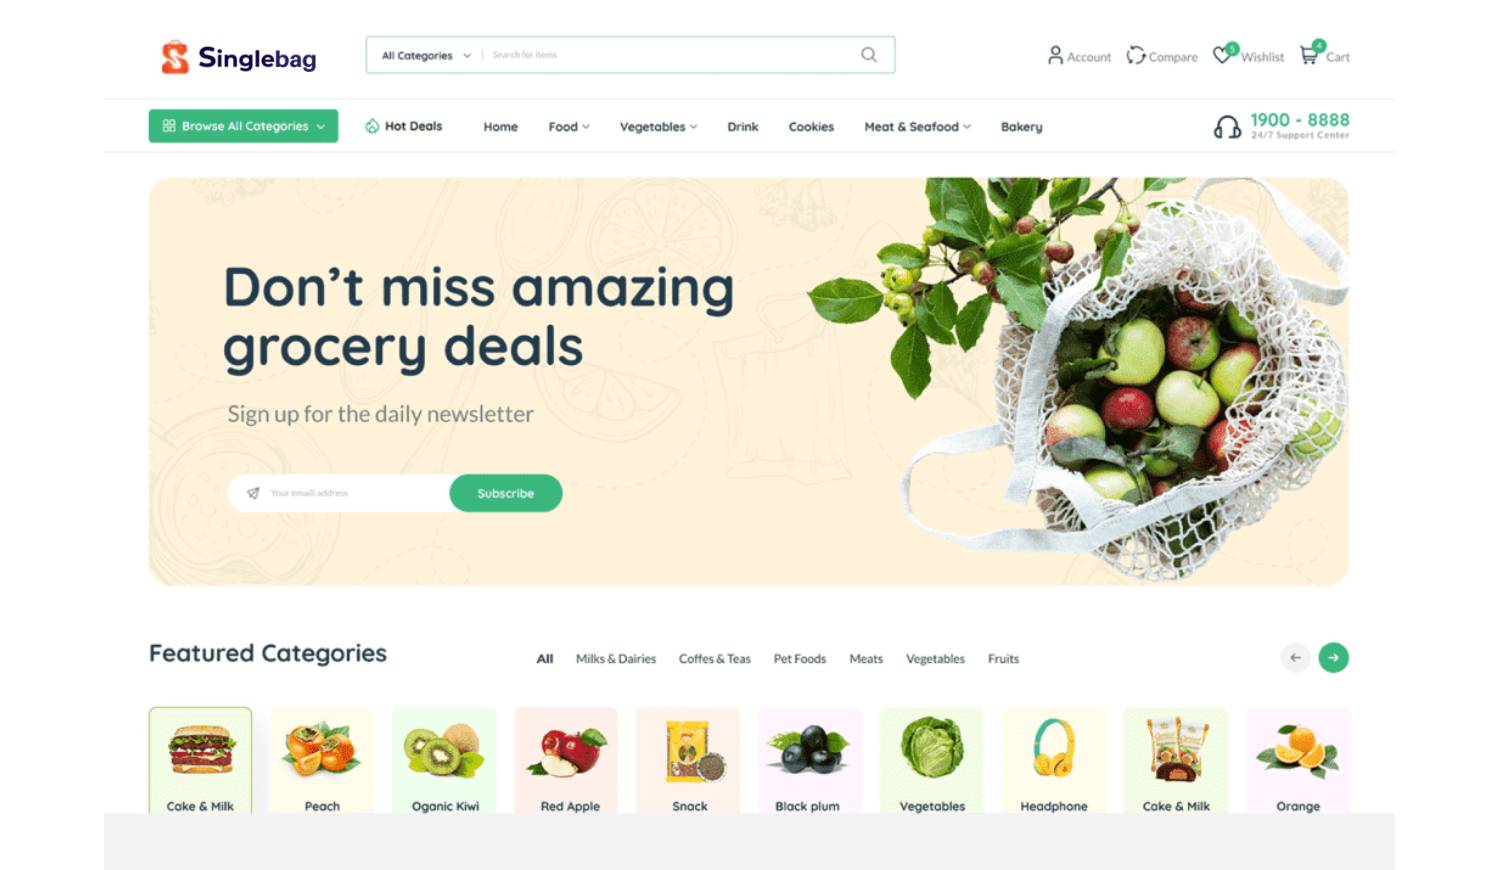 Singlebag
All Categories
Search for items
Account
Compare
5
Wishlist
4
Cart
Browse All Categories
Hot Deals
Home
Food
Vegetables
Drink
Cookies
Meat & Seafood
Bakery
1900 - 8888
24/7 Support Center
Don't miss amazing
grocery deals
Sign up for the daily newsletter
Your emaill address
Subscribe
Featured Categories
All
Milks & Dairies
Coffes & Teas
Pet Foods
Meats
Vegetables
Fruits
Cake & Milk
Peach
Oganic Kiwi
Red Apple
Snack
Black plum
Vegetables
Headphone
Cake & Milk
Orange